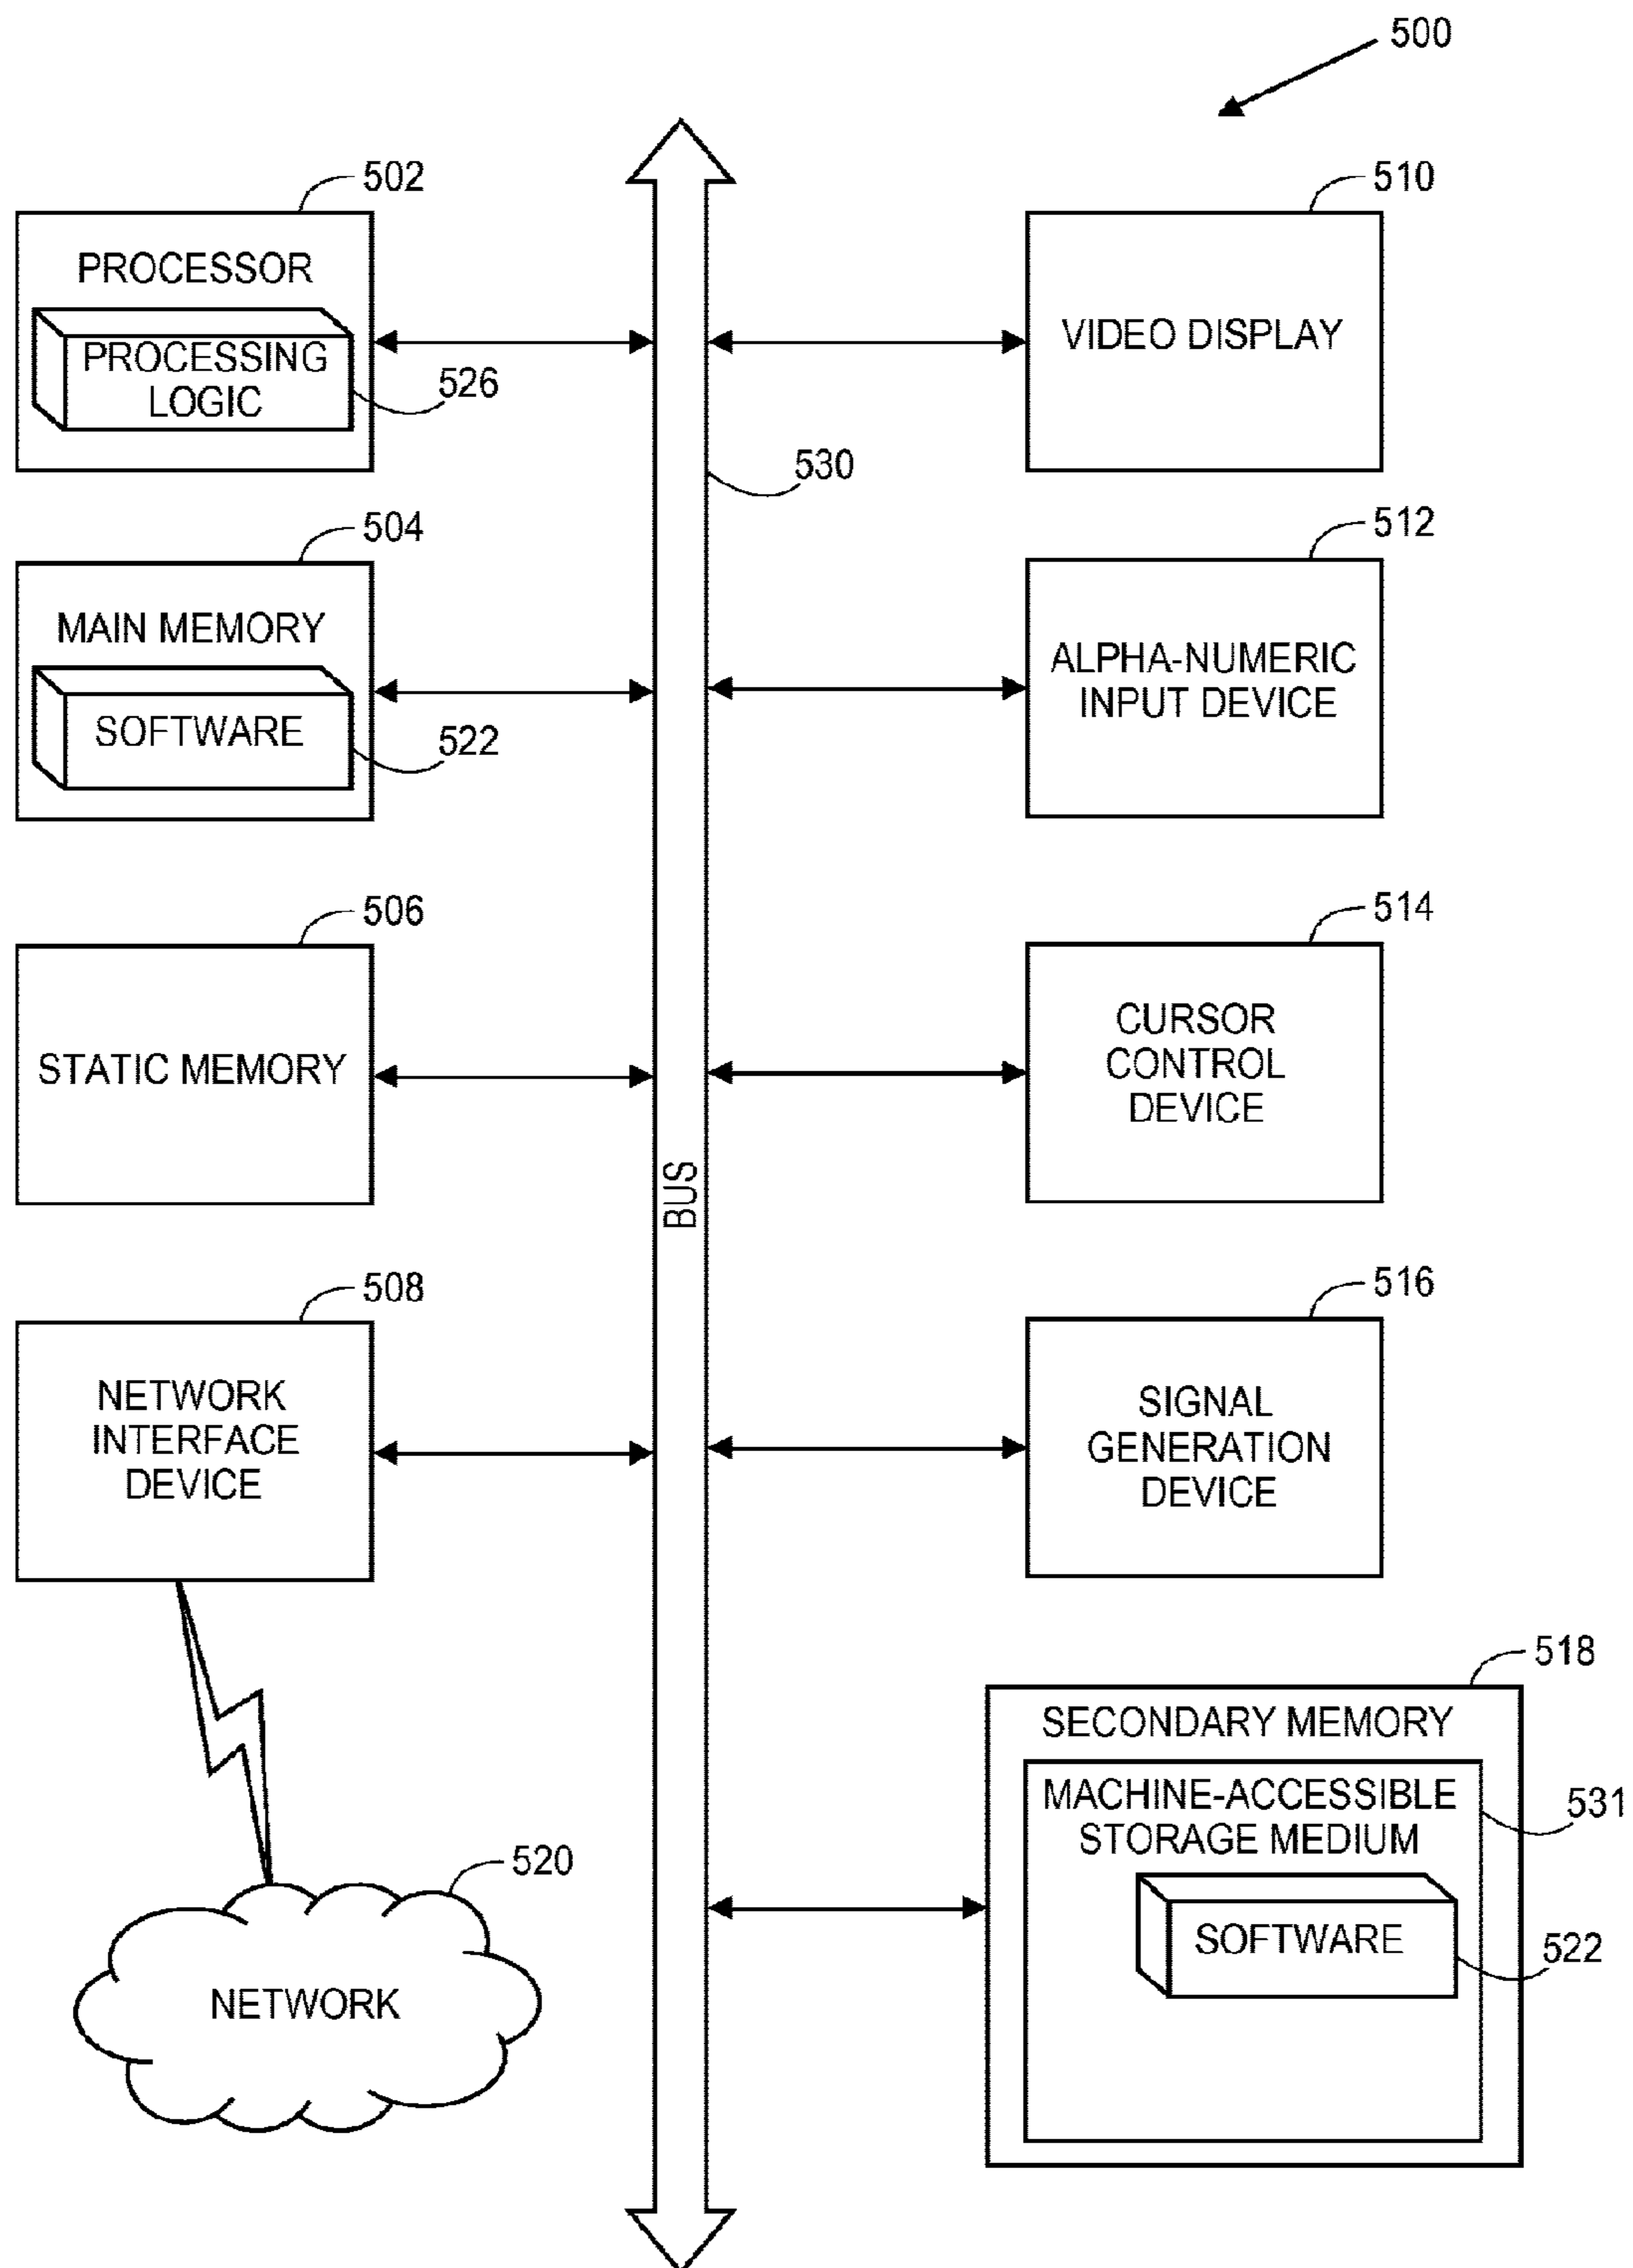 500
502
PROCESSOR
PROCESSING
LOGIC
526
504
MAIN MEMORY
SOFTWARE
522
506
STATIC MEMORY
508
NETWORK
INTERFACE
DEVICE
520
NETWORK
530
BUS
510
VIDEO DISPLAY
512
ALPHA-NUMERIC
INPUT DEVICE
514
CURSOR
CONTROL
DEVICE
516
SIGNAL
GENERATION
DEVICE
518
SECONDARY MEMORY
MACHINE-ACCESSIBLE
STORAGE MEDIUM
531
SOFTWARE
522